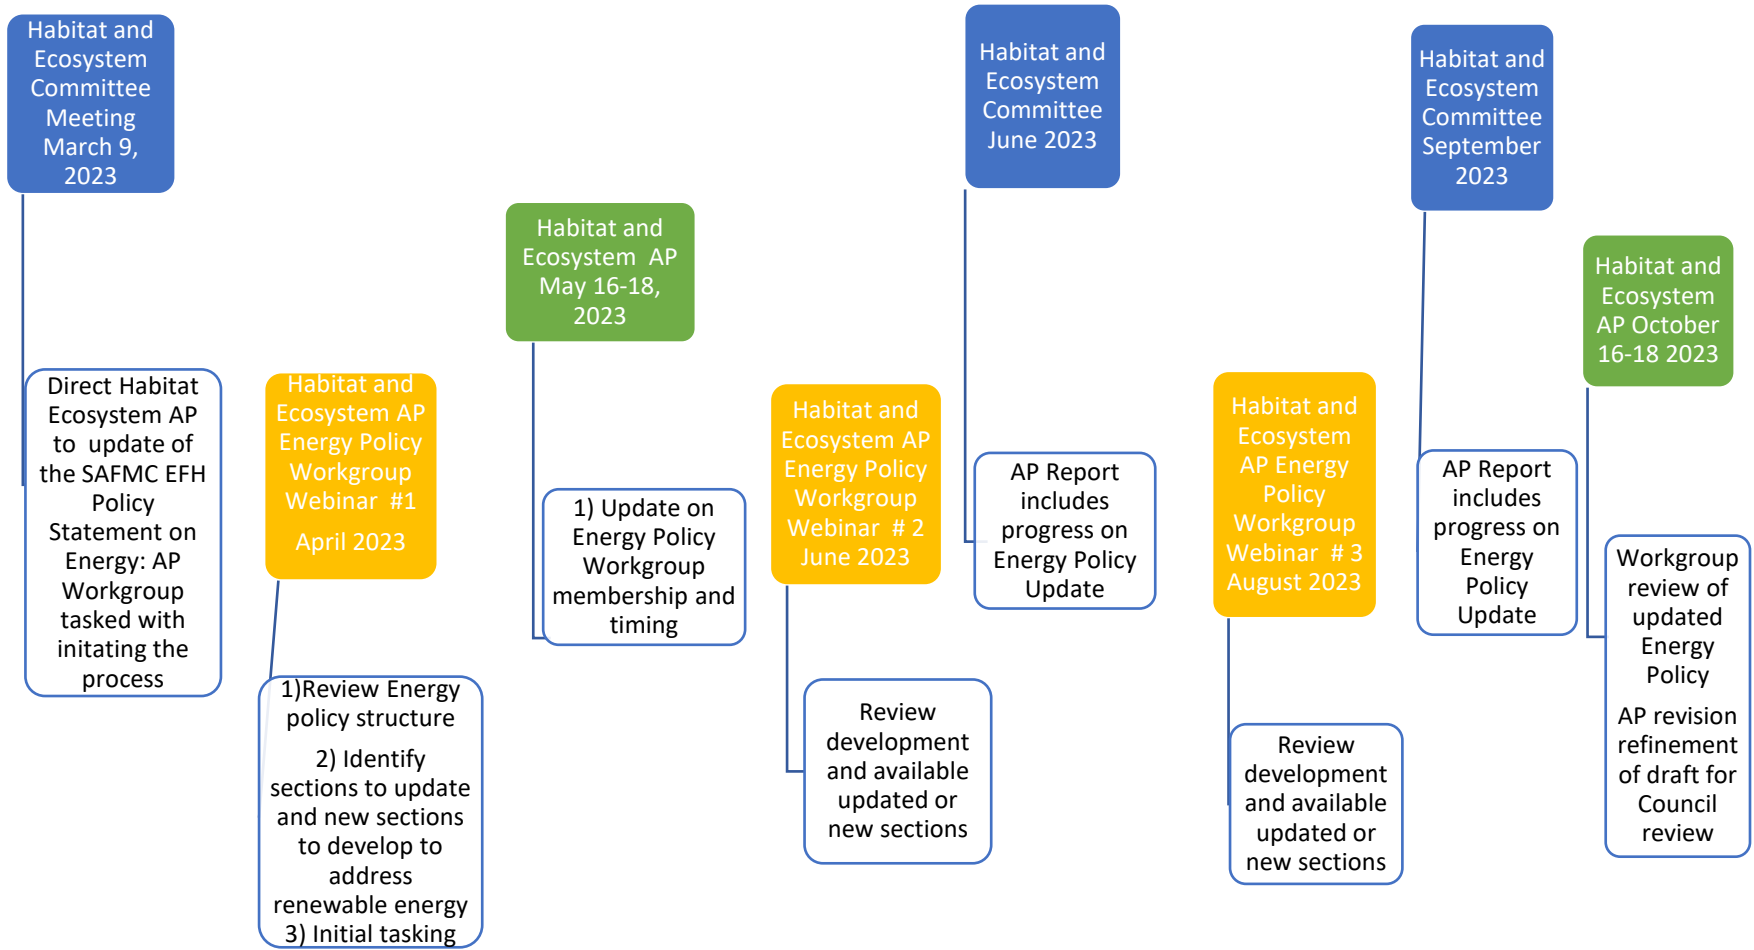 Habitat and
Ecosystem
Committee
Meeting
March 9,
2023
Direct Habitat
Ecosystem AP
to update of
the SAFMC EFH
Policy
Statement on
Energy: AP
Workgroup
tasked with
initating the
process
Habitat and
Ecosystem AP
Energy Policy
Workgroup
Webinar #1
April 2023
1)Review Energy
policy structure
2) Identify
sections to update
and new sections
to develop to
address
renewable energy
3) Initial tasking
Habitat and
Ecosystem AP
May 16-18,
2023
1) Update on
Energy Policy
Workgroup
membership and
timing
Habitat and
Ecosystem AP
Energy Policy
Workgroup
Webinar # 2
June 2023
Review
development
and available
updated or
new sections
Habitat and
Ecosystem
Committee
June 2023
AP Report
includes
progress on
Energy Policy
Update
Habitat and
Ecosystem
AP Energy
Policy
Workgroup
Webinar # 3
August 2023
Review
development
and available
updated or
new sections
Habitat and
Ecosystem
Committee
September
2023
AP Report
includes
progress on
Energy
Policy
Update
Habitat and
Ecosystem
AP October
16-18 2023
Workgroup
review of
updated
Energy
Policy
AP revision
refinement
of draft for
Council
review